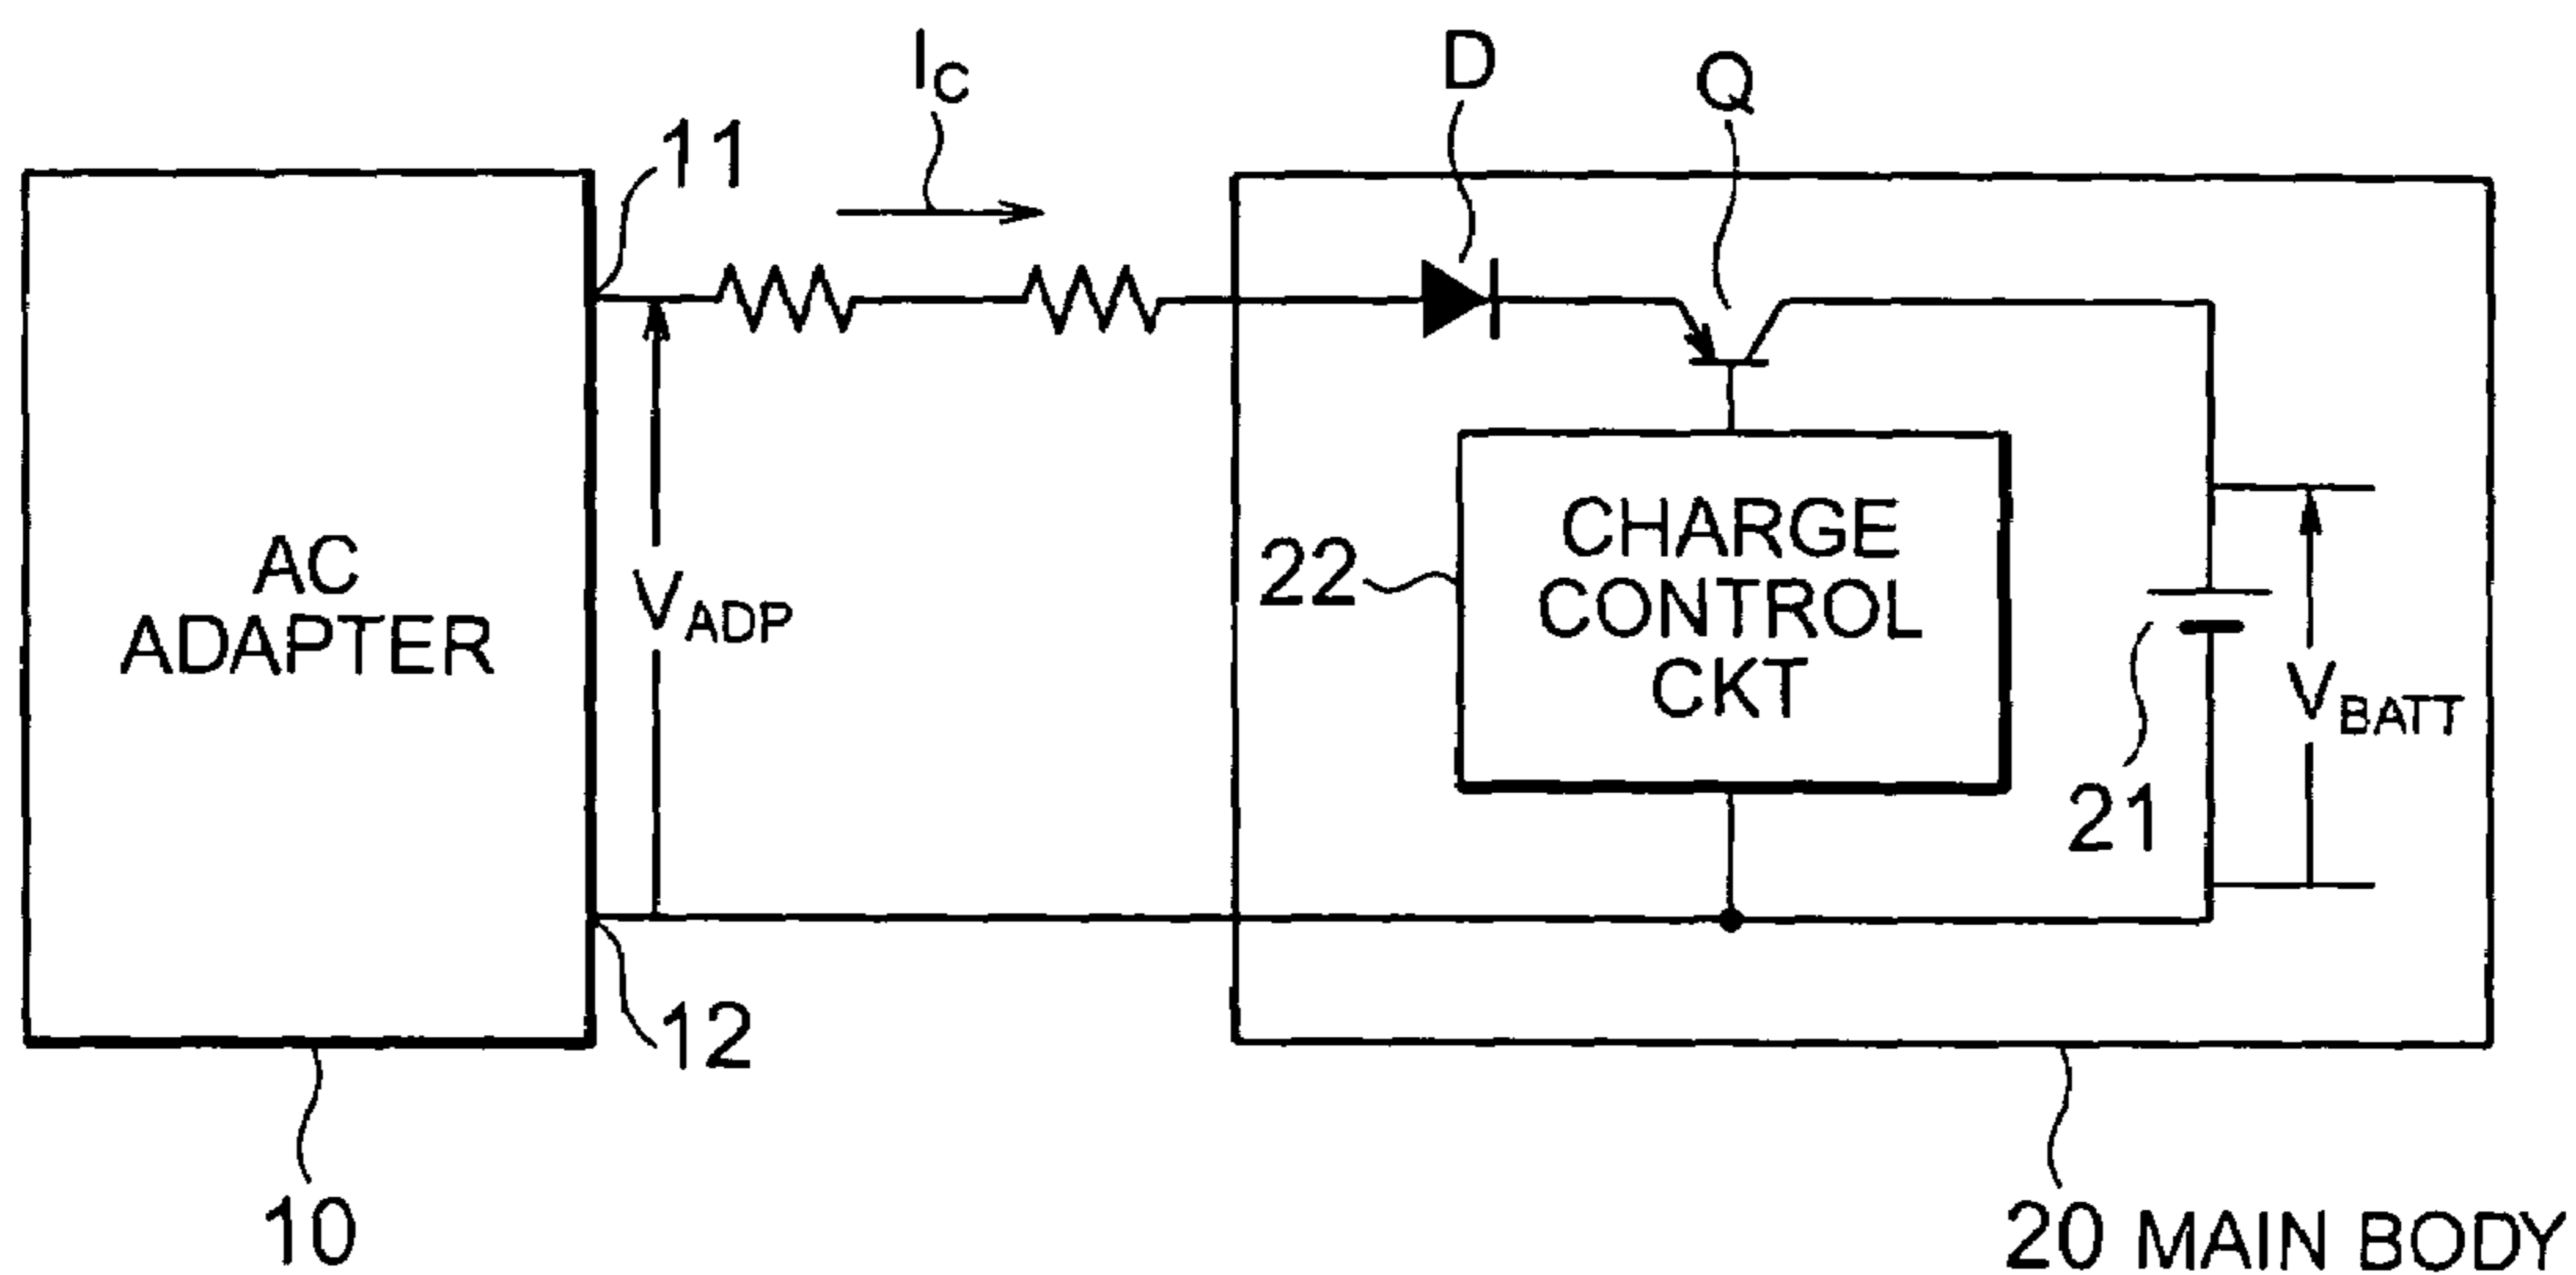 I_C
D
Q
11
AC
ADAPTER
V_ADP
22
CHARGE
CONTROL
CKT
V_BATT
21
12
10
20 MAIN BODY